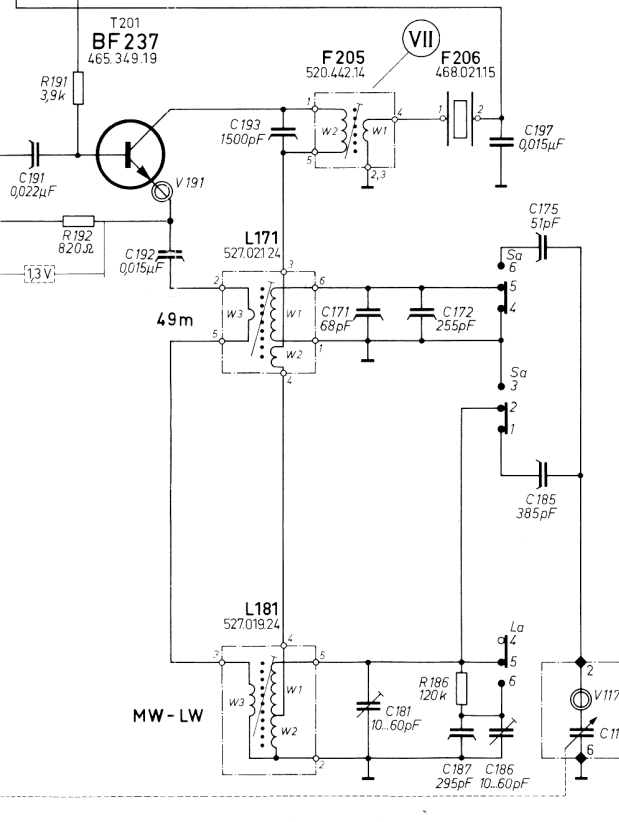 T201
BF237
465.349.19
VII
F205
520.442.14
F206
468.021.15
R191
3,9k
C193
1500pF
1
5
W2
W1
4
2,3
1
2
C197
0,015µF
C191
0,022µF
V191
R192
820Ω
1,3V
C192
0,015µF
L171
527.021.24
3
2
5
W3
W1
W2
6
1
4
49m
C171
68pF
C172
255pF
C175
51pF
Sa
6
5
4
Sa
3
2
1
C185
385pF
L181
527.019.24
4
3
5
W3
W1
W2
2
MW-LW
C181
10...60pF
R186
120k
La
4
5
6
C187
295pF
C186
10...60pF
2
V117
C11
6